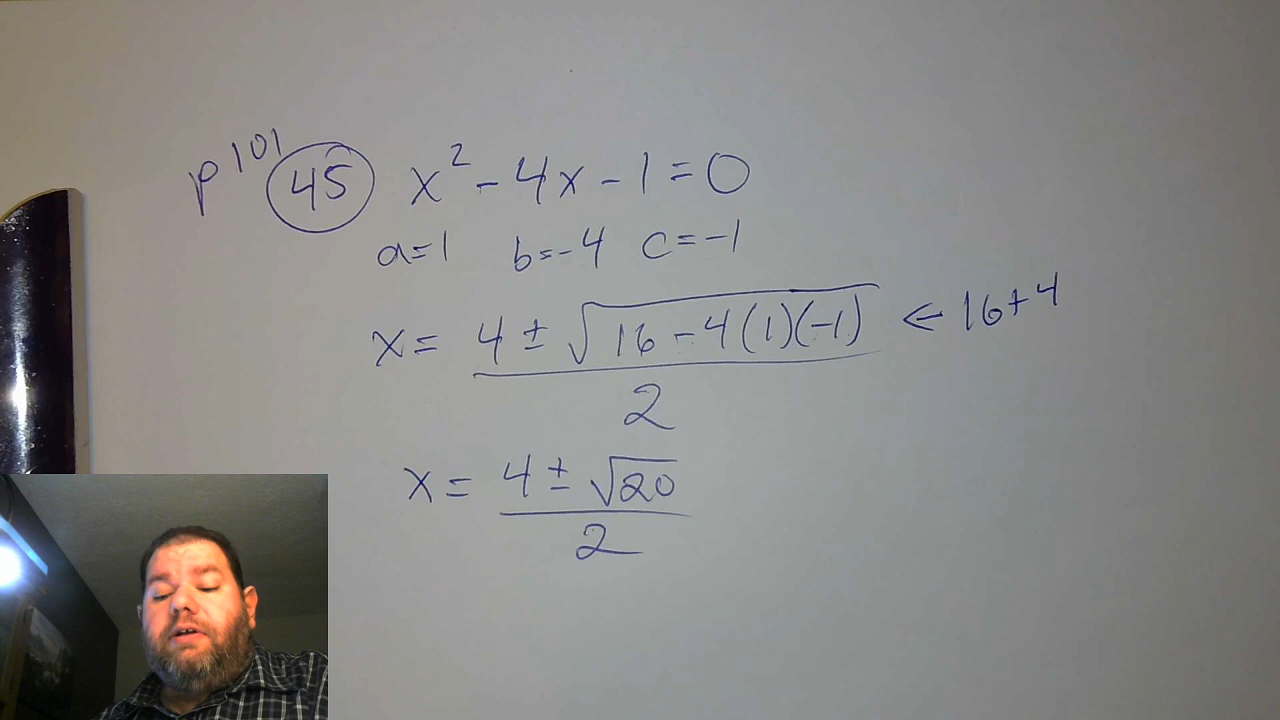 p101 45 x² - 4x - 1 = 0
a=1 b=-4 c=-1
x = 4 ± √16 - 4(1)(-1) ← 16+4
2
x = 4 ± √20
2